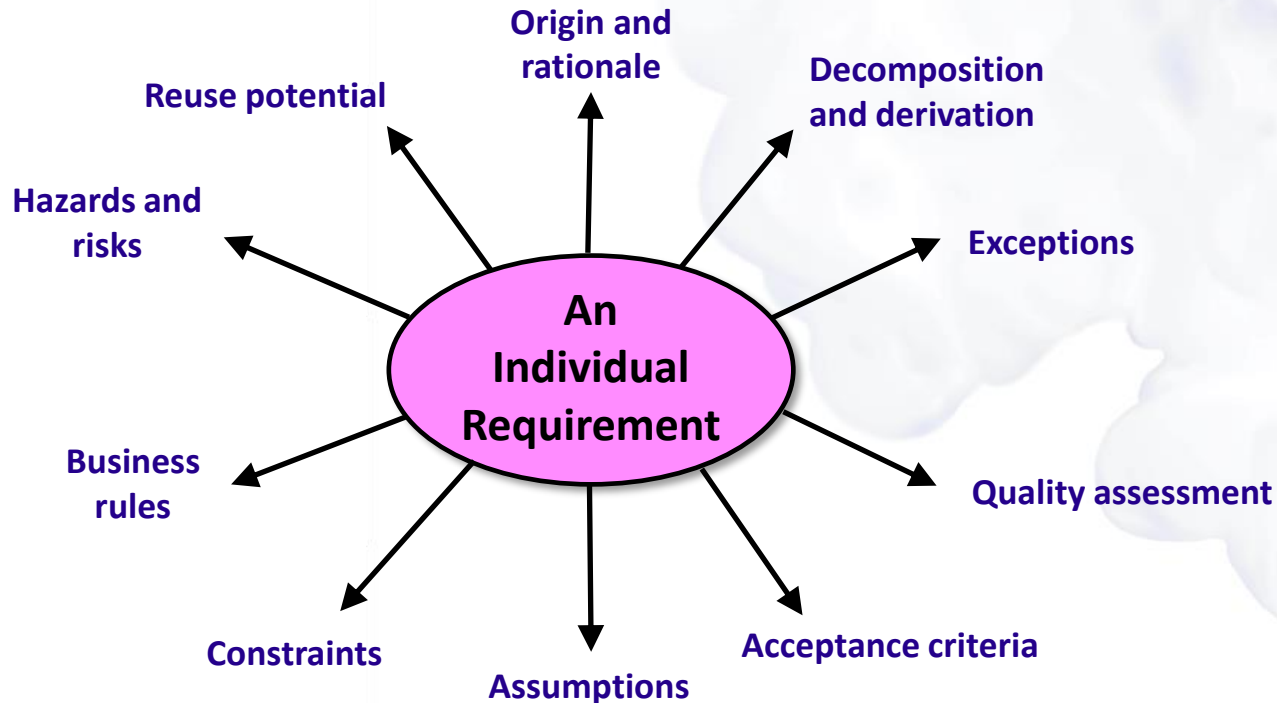 Origin and
rationale
Decomposition
and derivation
Reuse potential
Hazards and
risks
Exceptions
An
Individual
Requirement
Business
rules
Quality assessment
Constraints
Acceptance criteria
Assumptions